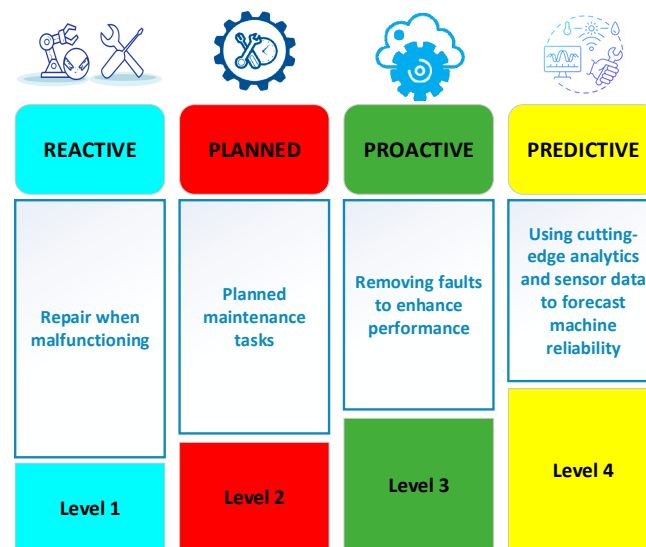 REACTIVE
PLANNED
PROACTIVE
PREDICTIVE
Repair when
malfunctioning
Planned
maintenance
tasks
Removing faults
to enhance
performance
Using cutting-
edge analytics
and sensor data
to forecast
machine
reliability
Level 1
Level 2
Level 3
Level 4